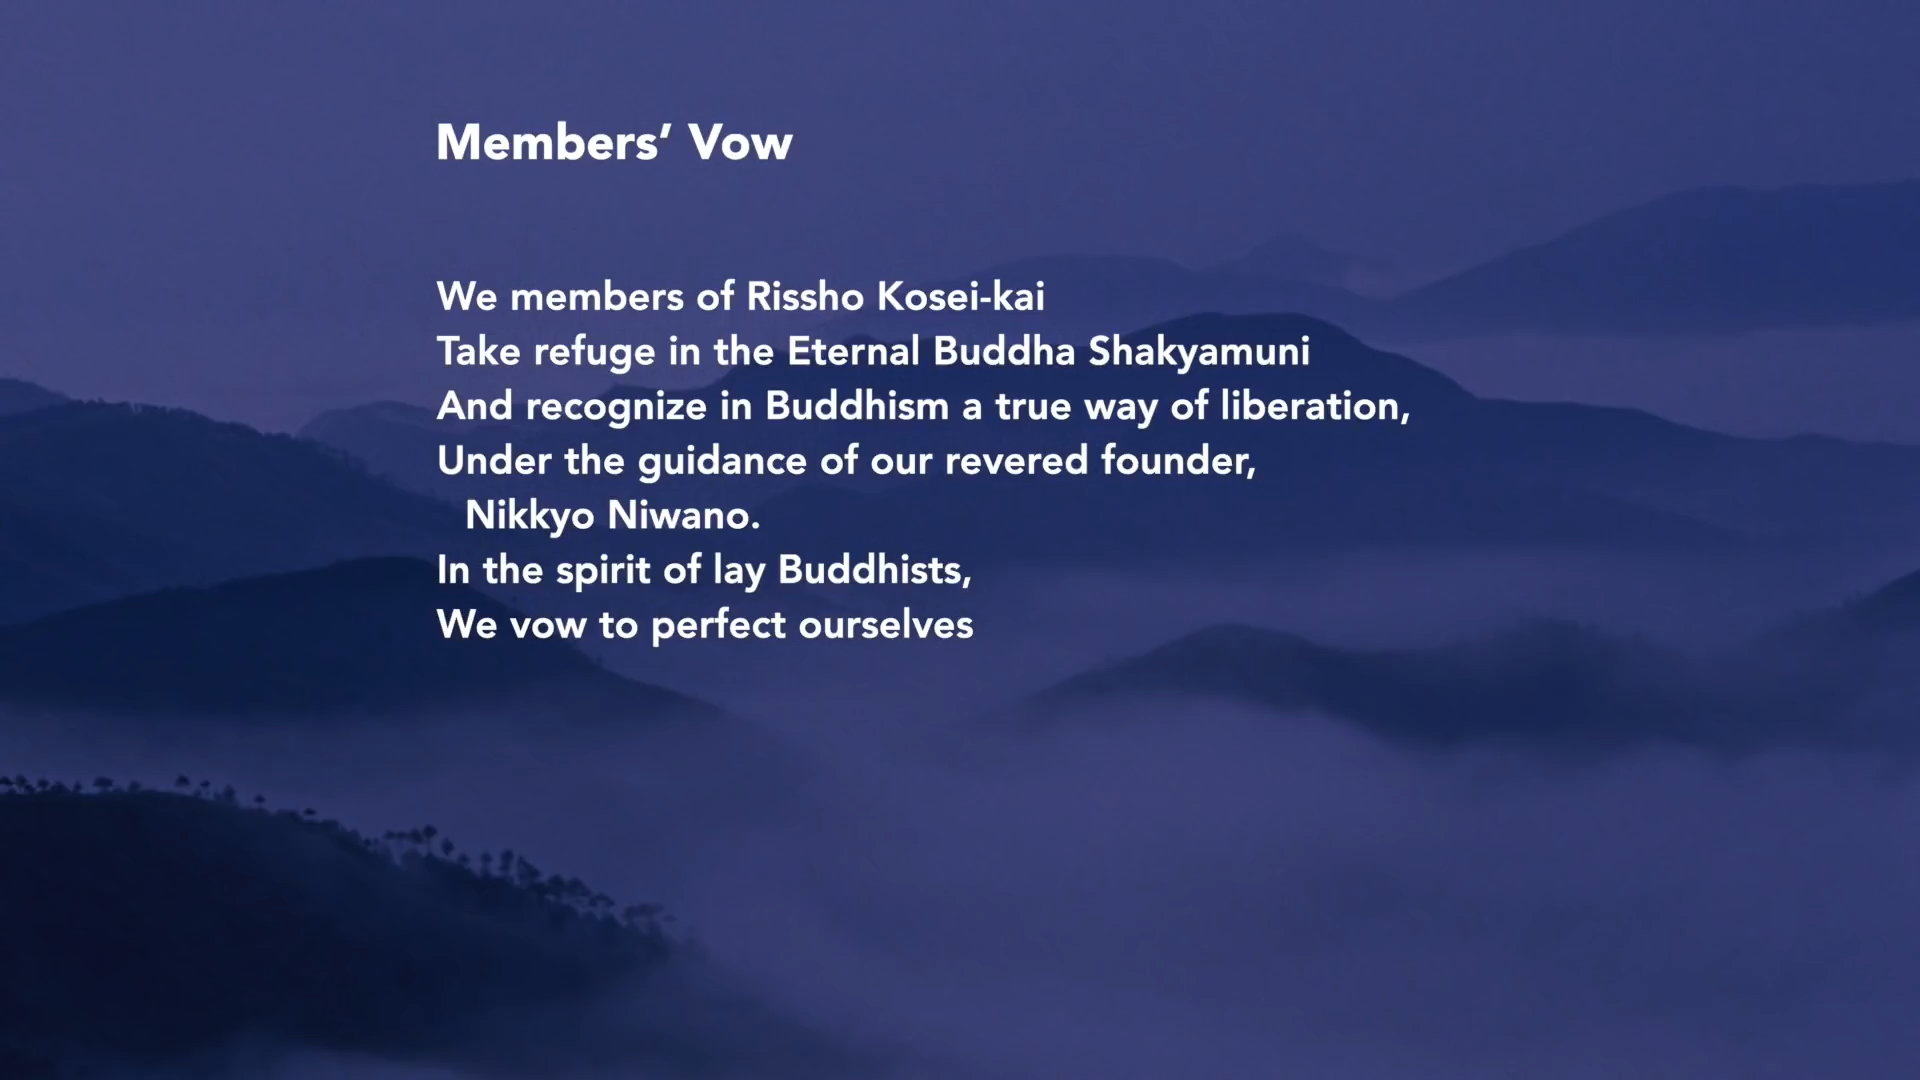 Members’ Vow
We members of Rissho Kosei-kai
Take refuge in the Eternal Buddha Shakyamuni
And recognize in Buddhism a true way of liberation,
Under the guidance of our revered founder,
Nikkyo Niwano.
In the spirit of lay Buddhists,
We vow to perfect ourselves